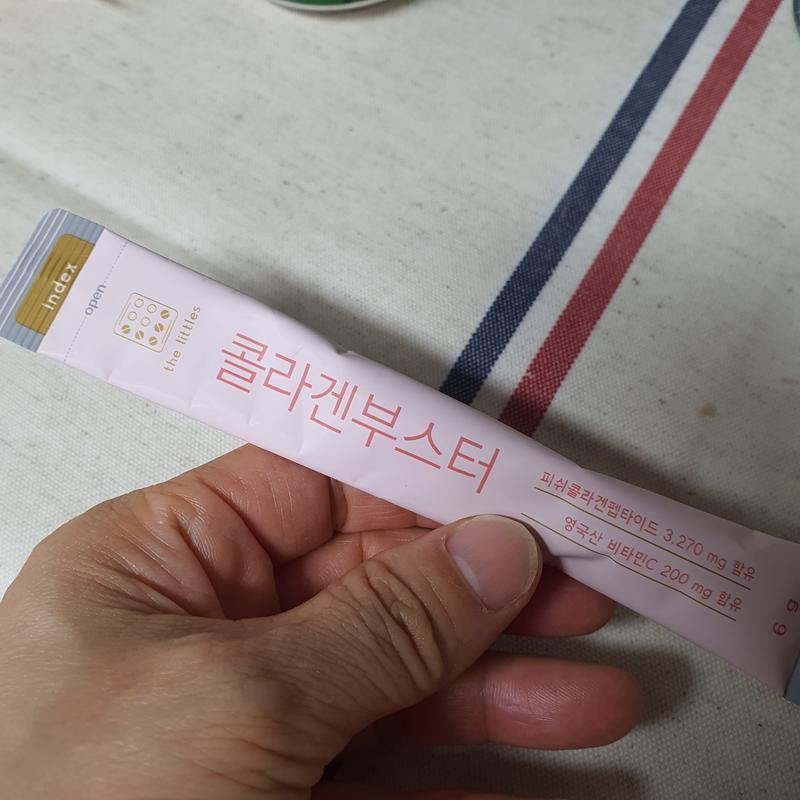 index
open
the littles
콜라겐부스터
피쉬콜라겐펩타이드 3,270 mg 함유
영국산 비타민C 200 mg 함유
6 g